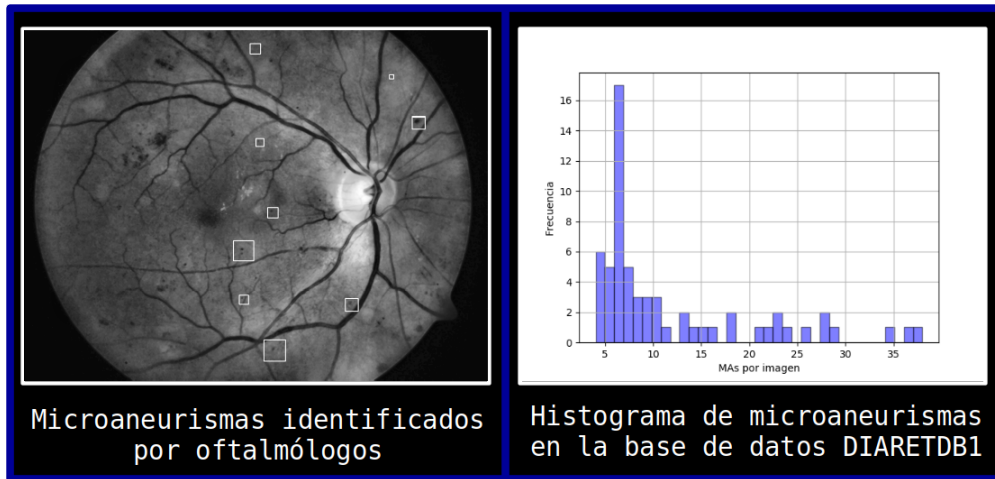 Microaneurismas identificados
por oftalmólogos
16
14
12
10
8
6
4
2
0
Frecuencia
5 10 15 20 25 30 35
MAs por imagen
Histograma de microaneurismas
en la base de datos DIARETDB1